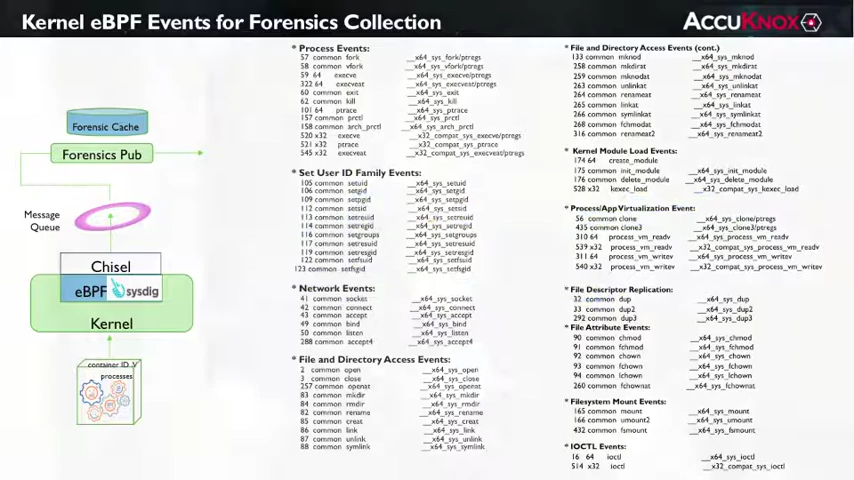 Kernel eBPF Events for Forensics Collection
ACCUKNOX
Forensic Cache
Forensics Pub
Message
Queue
Chisel
eBPF
sysdig
Kernel
container ID /
processes
* Process Events:
57 common fork __x64_sys_fork/ptregs
58 common vfork __x64_sys_vfork/ptregs
59 64 execve __x64_sys_execve/ptregs
322 64 execveat __x64_sys_execveat/ptregs
60 common exit __x64_sys_exit
62 common kill __x64_sys_kill
101 64 ptrace __x64_sys_ptrace
157 common prctl __x64_sys_prctl
158 common arch_prctl __x64_sys_arch_prctl
520 x32 execve __x32_compat_sys_execve/ptregs
521 x32 ptrace __x32_compat_sys_ptrace
545 x32 execveat __x32_compat_sys_execveat/ptregs
* Set User ID Family Events:
105 common setuid __x64_sys_setuid
106 common setgid __x64_sys_setgid
109 common setpgid __x64_sys_setpgid
112 common setsid __x64_sys_setsid
113 common setreuid __x64_sys_setreuid
114 common setregid __x64_sys_setregid
116 common setgroups __x64_sys_setgroups
117 common setresuid __x64_sys_setresuid
119 common setresgid __x64_sys_setresgid
122 common setfsuid __x64_sys_setfsuid
123 common setfsgid __x64_sys_setfsgid
* Network Events:
41 common socket __x64_sys_socket
42 common connect __x64_sys_connect
43 common accept __x64_sys_accept
49 common bind __x64_sys_bind
50 common listen __x64_sys_listen
288 common accept4 __x64_sys_accept4
* File and Directory Access Events:
2 common open __x64_sys_open
3 common close __x64_sys_close
257 common openat __x64_sys_openat
83 common mkdir __x64_sys_mkdir
84 common rmdir __x64_sys_rmdir
82 common rename __x64_sys_rename
85 common creat __x64_sys_creat
86 common link __x64_sys_link
87 common unlink __x64_sys_unlink
88 common symlink __x64_sys_symlink
* File and Directory Access Events (cont.)
133 common mknod __x64_sys_mknod
258 common mkdirat __x64_sys_mkdirat
259 common mknodat __x64_sys_mknodat
263 common unlinkat __x64_sys_unlinkat
264 common renameat __x64_sys_renameat
265 common linkat __x64_sys_linkat
266 common symlinkat __x64_sys_symlinkat
268 common fchmodat __x64_sys_fchmodat
316 common renameat2 __x64_sys_renameat2
* Kernel Module Load Events:
174 64 create_module
175 common init_module __x64_sys_init_module
176 common delete_module __x64_sys_delete_module
528 x32 kexec_load __x32_compat_sys_kexec_load
* Process/App Virtualization Event:
56 common clone __x64_sys_clone/ptregs
435 common clone3 __x64_sys_clone3/ptregs
310 64 process_vm_readv __x64_sys_process_vm_readv
539 x32 process_vm_readv __x32_compat_sys_process_vm_readv
311 64 process_vm_writev __x64_sys_process_vm_writev
540 x32 process_vm_writev __x32_compat_sys_process_vm_writev
* File Descriptor Replication:
32 common dup __x64_sys_dup
33 common dup2 __x64_sys_dup2
292 common dup3 __x64_sys_dup3
* File Attribute Events:
90 common chmod __x64_sys_chmod
91 common fchmod __x64_sys_fchmod
92 common chown __x64_sys_chown
93 common fchown __x64_sys_fchown
94 common lchown __x64_sys_lchown
260 common fchownat __x64_sys_fchownat
* Filesystem Mount Events:
165 common mount __x64_sys_mount
166 common umount2 __x64_sys_umount
432 common fsmount __x64_sys_fsmount
* IOCTL Events:
16 64 ioctl __x64_sys_ioctl
514 x32 ioctl __x32_compat_sys_ioctl